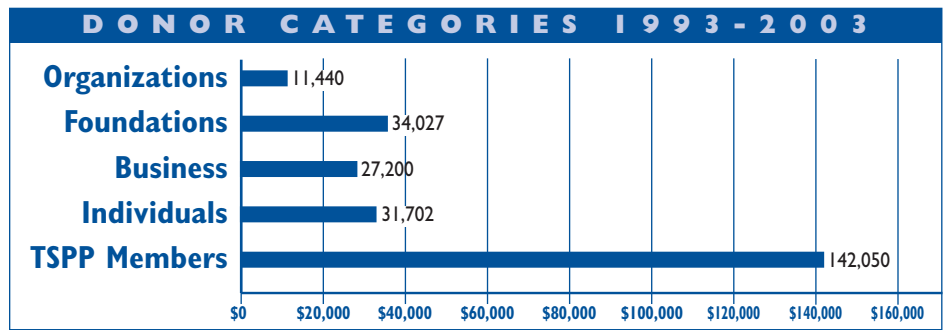 DONOR CATEGORIES 1993-2003
Organizations 11,440
Foundations 34,027
Business 27,200
Individuals 31,702
TSPP Members 142,050
$0 $20,000 $40,000 $60,000 $80,000 $100,000 $120,000 $140,000 $160,000